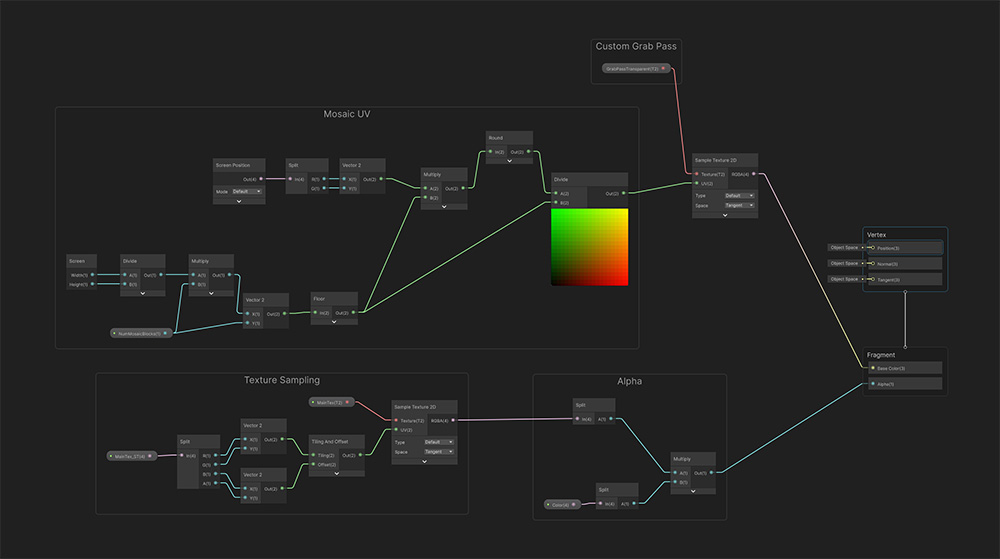 Custom Grab Pass
GrabPassTransparent(T2)
Mosaic UV
Screen Position
Out(4)
Mode Default
Split
In(4) R(1)
G(1)
Vector 2
X(1) Out(2)
Y(1)
Multiply
A(2) Out(2)
B(2)
Round
In(2) Out(2)
Divide
A(2) Out(2)
B(2)
Sample Texture 2D
Texture(T2) RGBA(4)
UV(2)
Type Default
Space Tangent
Screen
Width(1)
Height(1)
Divide
A(1) Out(1)
B(1)
Multiply
A(1) Out(1)
B(1)
Vector 2
X(1) Out(2)
Y(1)
Floor
In(2) Out(2)
NumMosaicBlocks(1)
Vertex
Object Space Position(3)
Object Space Normal(3)
Object Space Tangent(3)
Fragment
Base Color(3)
Alpha(1)
Texture Sampling
MainTex(T2)
Sample Texture 2D
Texture(T2) RGBA(4)
UV(2)
Type Default
Space Tangent
MainTex_ST(4)
Split
In(4) R(1)
G(1)
B(1)
A(1)
Vector 2
X(1) Out(2)
Y(1)
Vector 2
X(1) Out(2)
Y(1)
Tiling And Offset
Tiling(2) Out(2)
Offset(2)
Alpha
Split
In(4) A(1)
Multiply
A(1) Out(1)
B(1)
Color(4)
Split
In(4) A(1)